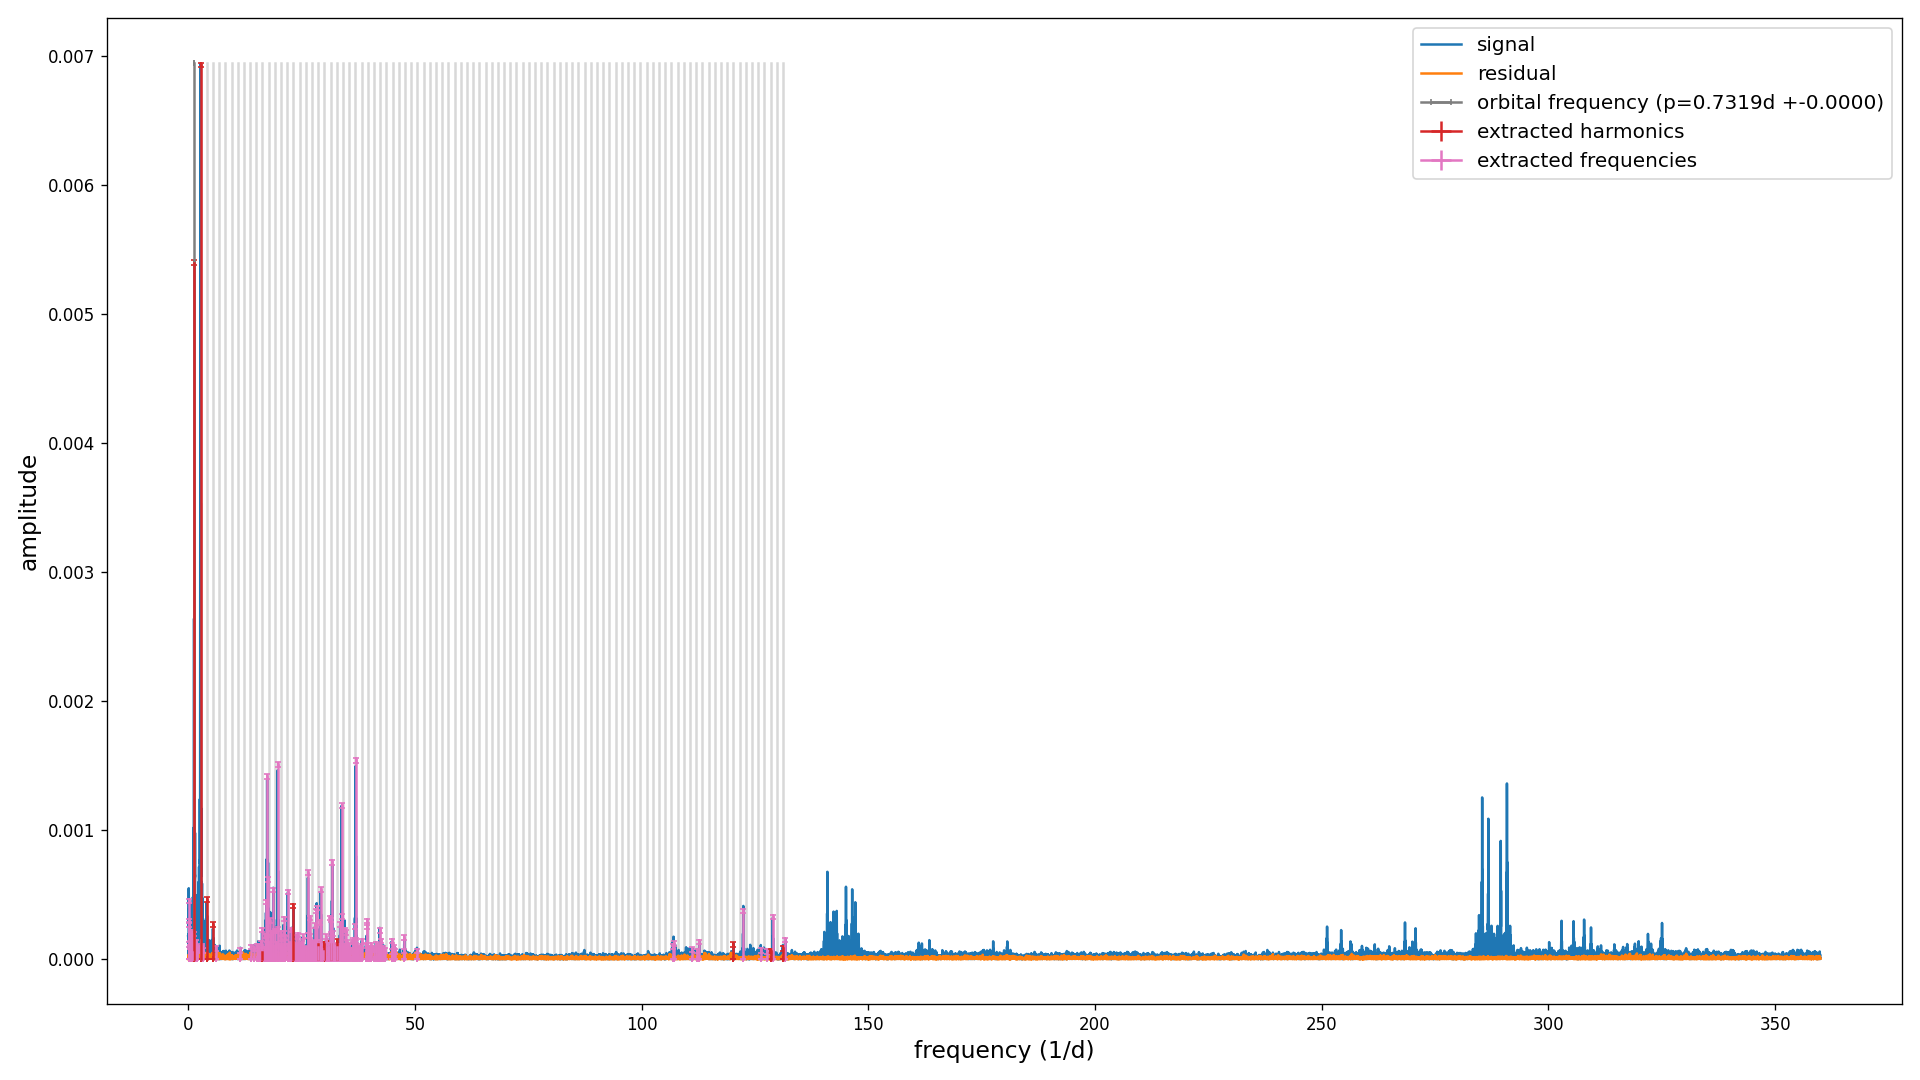 signal
residual
orbital frequency (p=0.7319d +-0.0000)
extracted harmonics
extracted frequencies
0.007
0.006
0.005
0.004
0.003
0.002
0.001
0.000
amplitude
0 50 100 150 200 250 300 350
frequency (1/d)